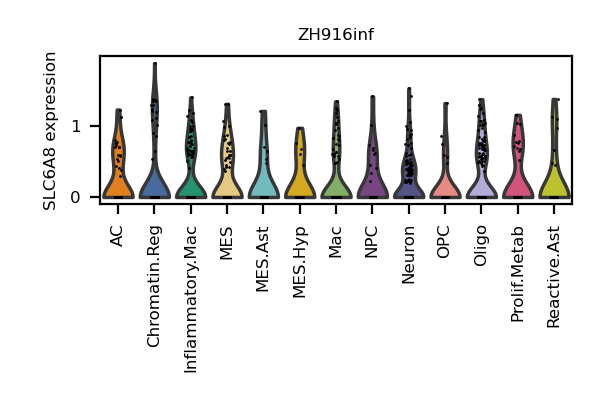 ZH916inf
SLC6A8 expression
1
0
AC
Chromatin.Reg
Inflammatory.Mac
MES
MES.Ast
MES.Hyp
Mac
NPC
Neuron
OPC
Oligo
Prolif.Metab
Reactive.Ast